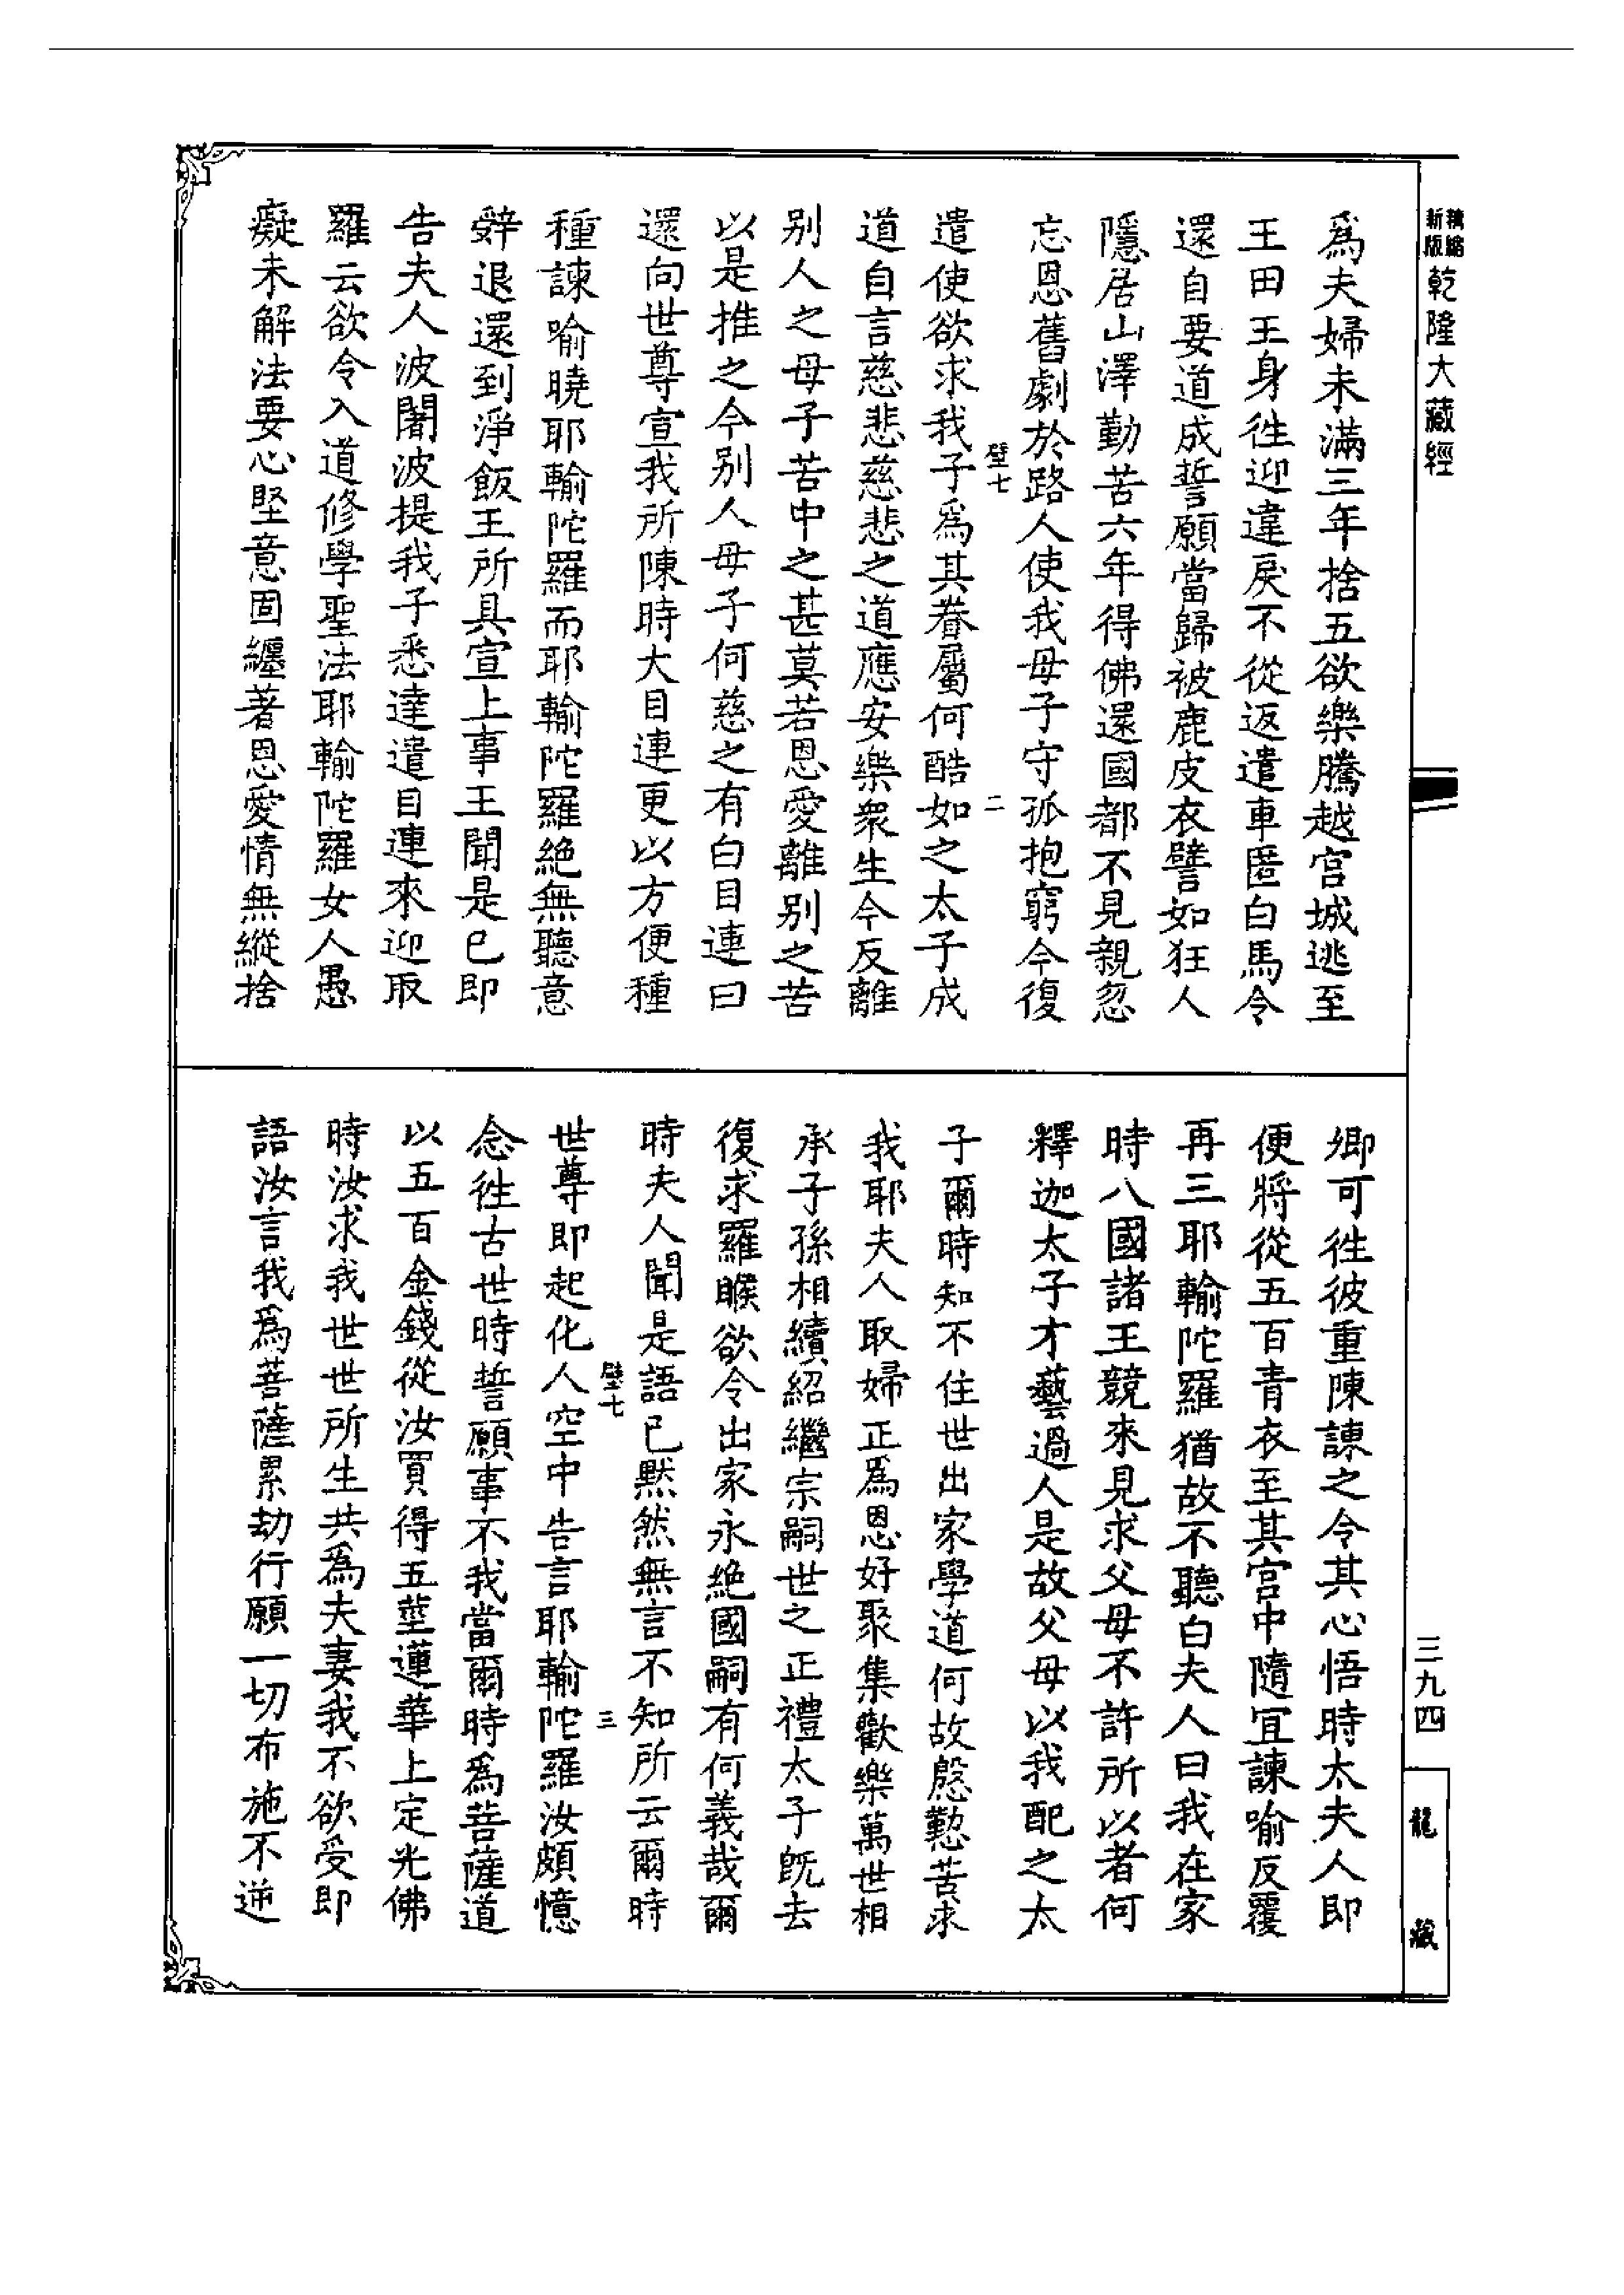 精縮
新版
乾隆大藏經
為夫婦未滿三年捨五欲樂騰越宮城逃至
王田王身往迎違戾不從返遣車匿白馬令
還自要道成誓願當歸被鹿皮衣譬如狂人
隱居山澤勤苦六年得佛還國都不見親忽
忘恩舊劇於路人使我母子守孤抱窮今復
壁七 二
遣使欲求我子為其眷屬何酷如之太子成
道自言慈悲慈悲之道應安樂眾生今反離
別人之母子苦中之甚莫若恩愛離別之苦
以是推之今別人母子何慈之有白目連曰
還向世尊宣我所陳時大目連更以方便種
種諫喻曉耶輸陀羅而耶輸陀羅絕無聽意
辭退還到淨飯王所具宣上事王聞是已即
告夫人波闍波提我子悉達遣目連來迎取
羅云欲令入道修學聖法耶輸陀羅女人愚
癡未解法要心堅意固纏著恩愛情無縱捨
卿可往彼重陳諫之令其心悟時太夫人即
便將從五百青衣至其宮中隨宜諫喻反覆
再三耶輸陀羅猶故不聽白夫人曰我在家
時八國諸王競來見求父母不許所以者何
釋迦太子才藝過人是故父母以我配之太
子爾時知不住世出家學道何故慇懃苦求
我耶夫人取婦正為恩好聚集歡樂萬世相
承子孫相續紹繼宗嗣世之正禮太子既去
復求羅睺欲令出家永絕國嗣有何義哉爾
時夫人聞是語已默然無言不知所云爾時
壁七 三
世尊即起化人空中告言耶輸陀羅汝頗憶
念往古世時誓願事不我當爾時為菩薩道
以五百金錢從汝買得五莖蓮華上定光佛
時汝求我世世所生共為夫妻我不欲受即
語汝言我為菩薩累劫行願一切布施不逆
三九四
龍藏